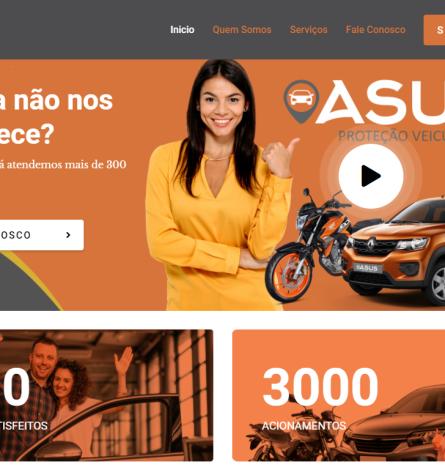 Inicio Quem Somos Serviços Fale Conosco S
a não nos
ece?
á atendemos mais de 300
OSCO
ASU
PROTEÇÃO VEIC
ASUS
0
TISFEITOS
3000
ACIONAMENTOS